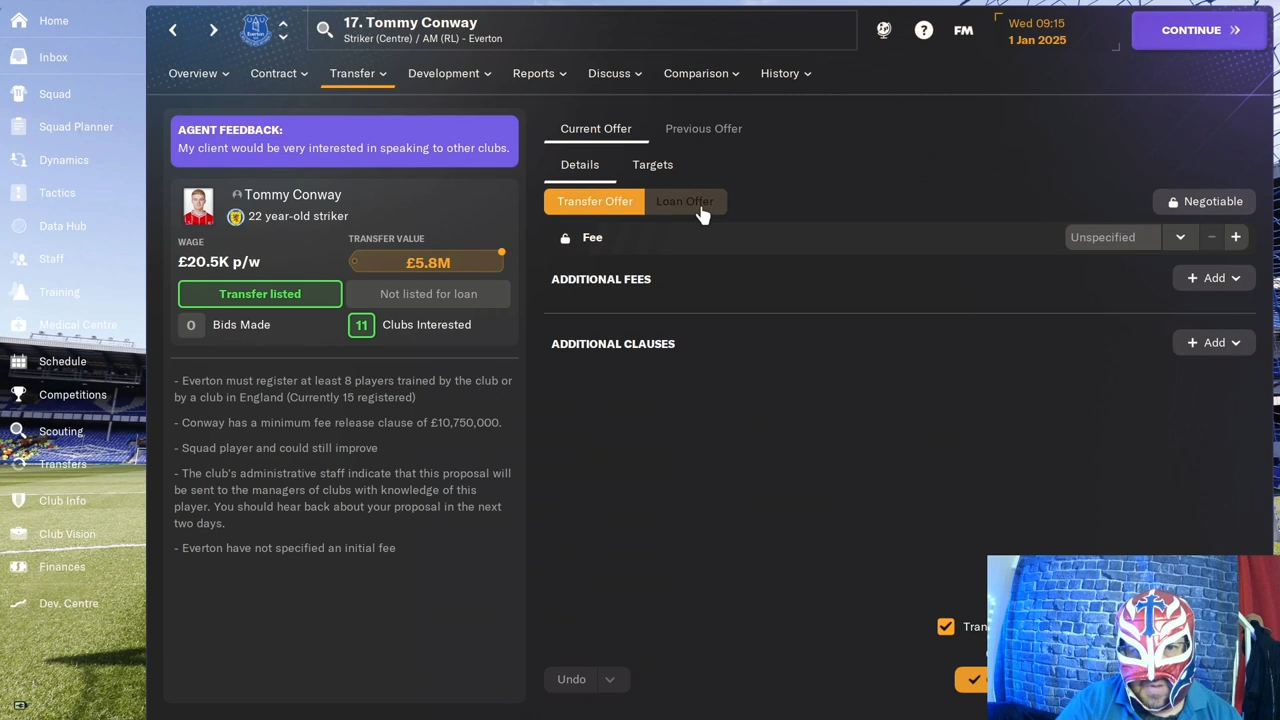 Home
Inbox
Squad
Squad Planner
Dynamics
Tactics
Data Hub
Staff
Training
Medical Centre
Schedule
Competitions
Scouting
Transfers
Club Info
Club Vision
Finances
Dev. Centre
17. Tommy Conway
Striker (Centre) / AM (RL) - Everton
FM
Wed 09:15
1 Jan 2025
CONTINUE
Overview
Contract
Transfer
Development
Reports
Discuss
Comparison
History
AGENT FEEDBACK:
My client would be very interested in speaking to other clubs.
Tommy Conway
22 year-old striker
WAGE
£20.5K p/w
TRANSFER VALUE
£5.8M
Transfer listed
Not listed for loan
0 Bids Made
11 Clubs Interested
- Everton must register at least 8 players trained by the club or
by a club in England (Currently 15 registered)
- Conway has a minimum fee release clause of £10,750,000.
- Squad player and could still improve
- The club's administrative staff indicate that this proposal will
be sent to the managers of clubs with knowledge of this
player. You should hear back about your proposal in the next
two days.
- Everton have not specified an initial fee
Current Offer
Previous Offer
Details
Targets
Transfer Offer
Loan Offer
Negotiable
Fee
Unspecified
ADDITIONAL FEES
Add
ADDITIONAL CLAUSES
Add
Undo